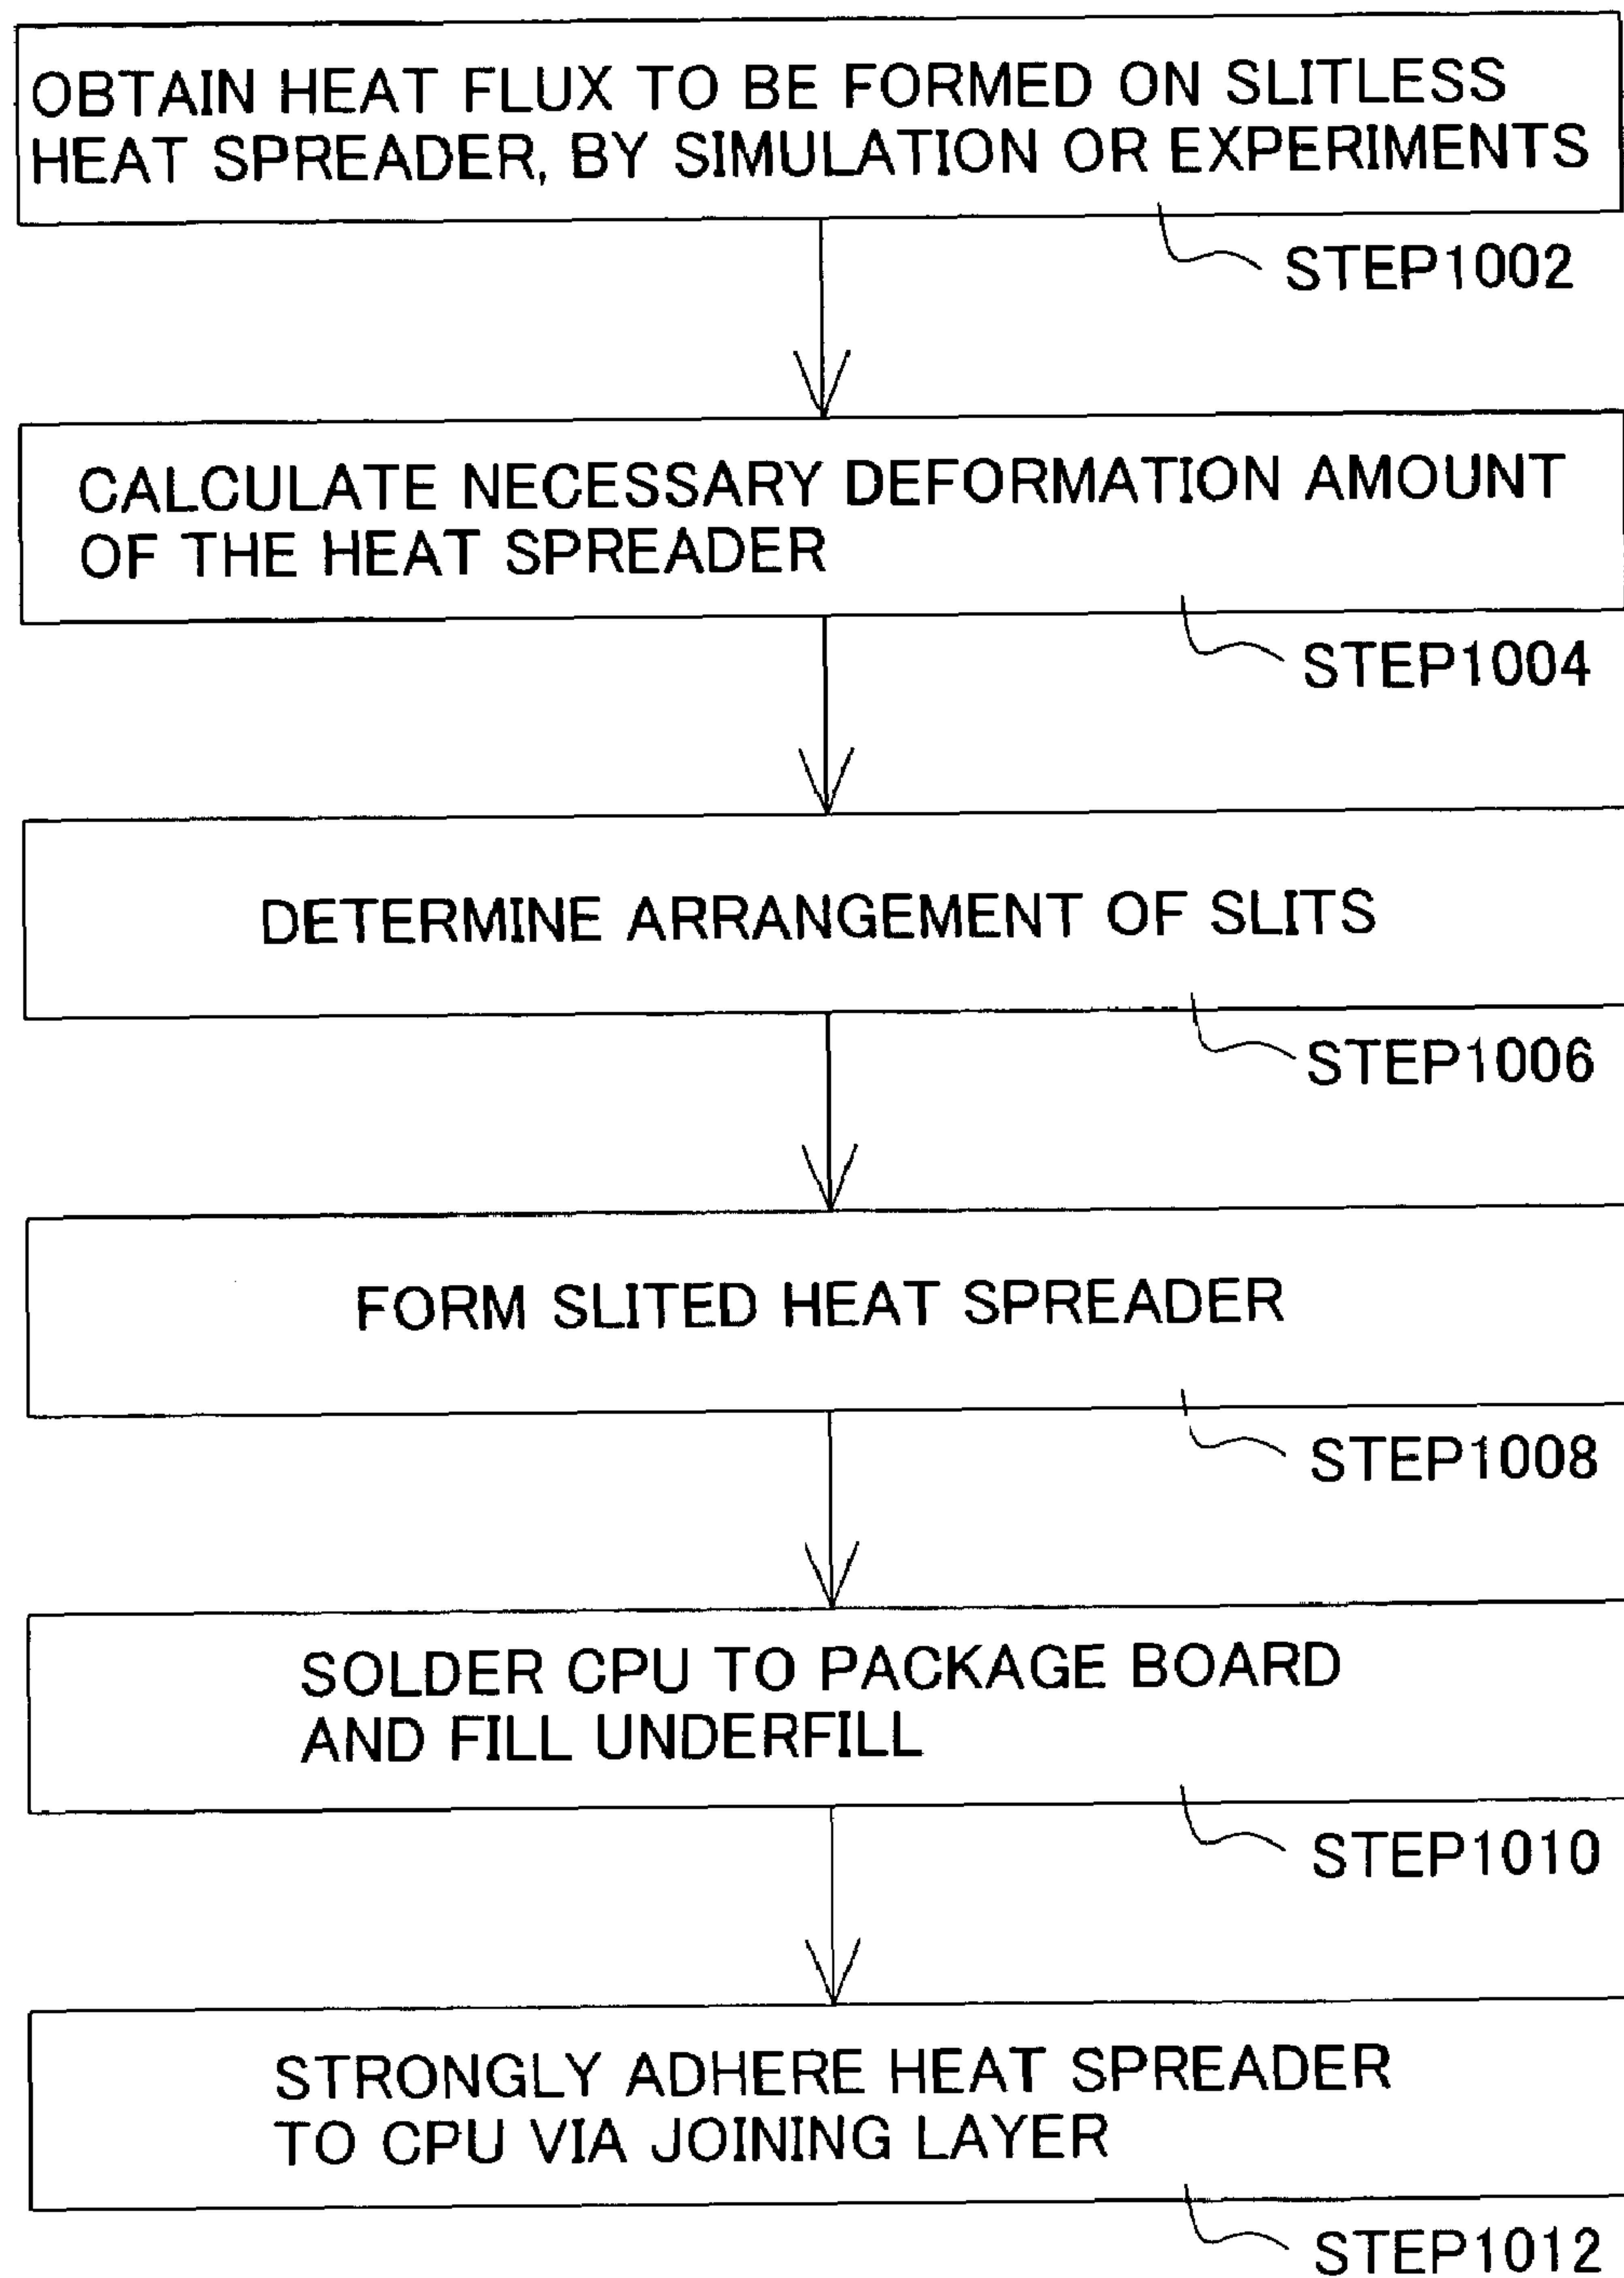 OBTAIN HEAT FLUX TO BE FORMED ON SLITLESS
HEAT SPREADER, BY SIMULATION OR EXPERIMENTS
STEP1002
CALCULATE NECESSARY DEFORMATION AMOUNT
OF THE HEAT SPREADER
STEP1004
DETERMINE ARRANGEMENT OF SLITS
STEP1006
FORM SLITED HEAT SPREADER
STEP1008
SOLDER CPU TO PACKAGE BOARD
AND FILL UNDERFILL
STEP1010
STRONGLY ADHERE HEAT SPREADER
TO CPU VIA JOINING LAYER
STEP1012